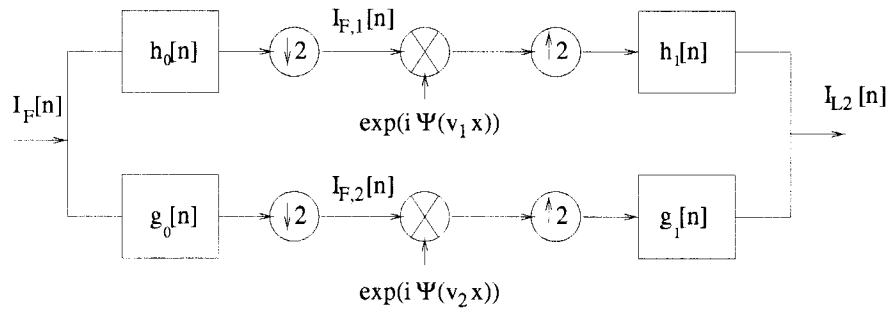 I_F[n]
h_0[n]
↓2
I_F,1[n]
exp(i Ψ(v_1 x))
↑2
h_1[n]
I_L2 [n]
g_0[n]
↓2
I_F,2[n]
exp(i Ψ(v_2 x))
↑2
g_1[n]